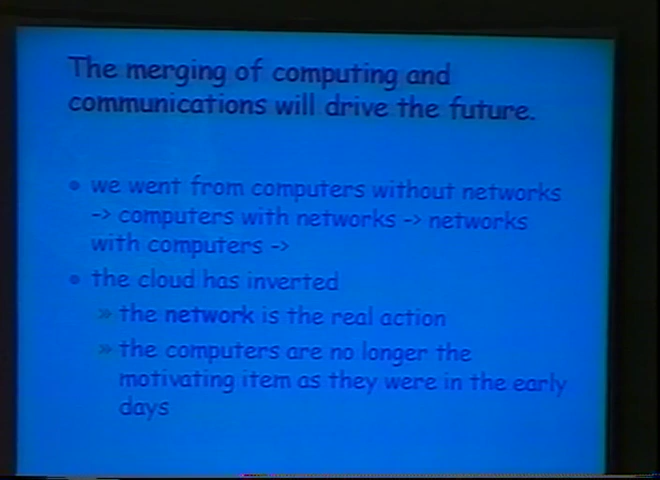 The merging of computing and
communications will drive the future.
• we went from computers without networks
-> computers with networks -> networks
with computers ->
• the cloud has inverted
» the network is the real action
» the computers are no longer the
motivating item as they were in the early
days